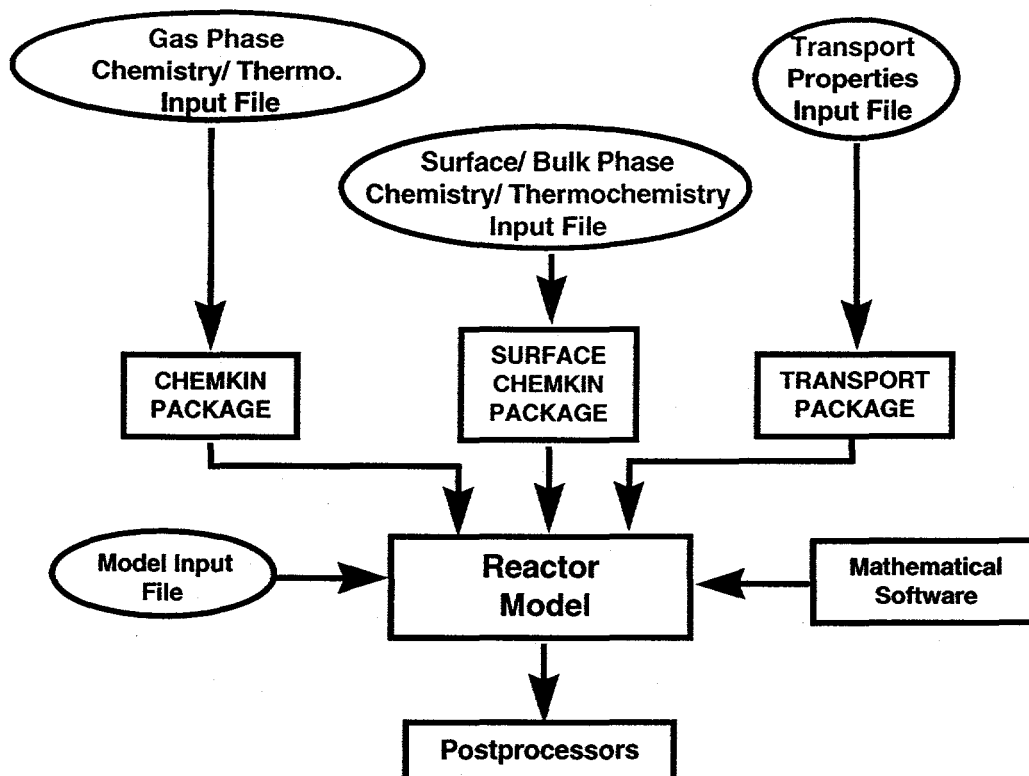 Gas Phase
Chemistry/ Thermo.
Input File
Transport
Properties
Input File
Surface/ Bulk Phase
Chemistry/ Thermochemistry
Input File
CHEMKIN
PACKAGE
SURFACE
CHEMKIN
PACKAGE
TRANSPORT
PACKAGE
Model Input
File
Reactor
Model
Mathematical
Software
Postprocessors